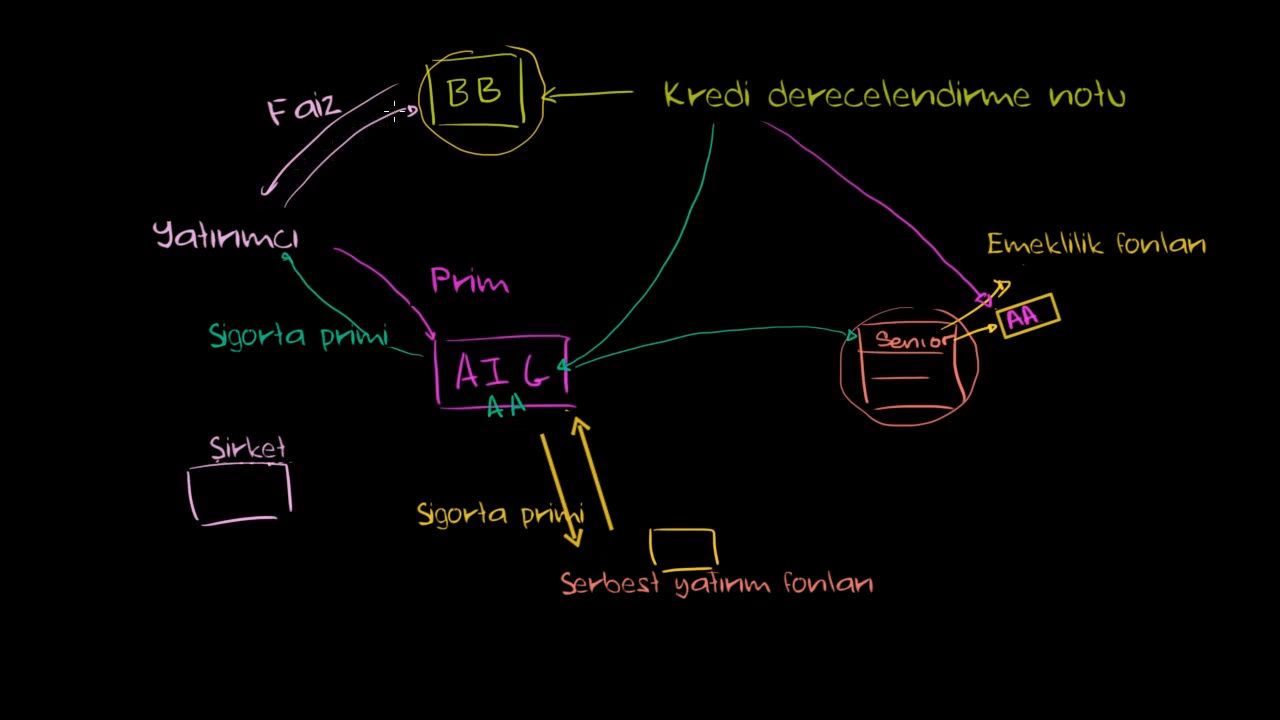 BB
Kredi derecelendirme notu
Faiz
Yatırımcı
Emeklilik fonları
Prim
AA
Sigorta primi
Senior
AIG
AA
Şirket
Sigorta primi
Serbest yatırım fonları